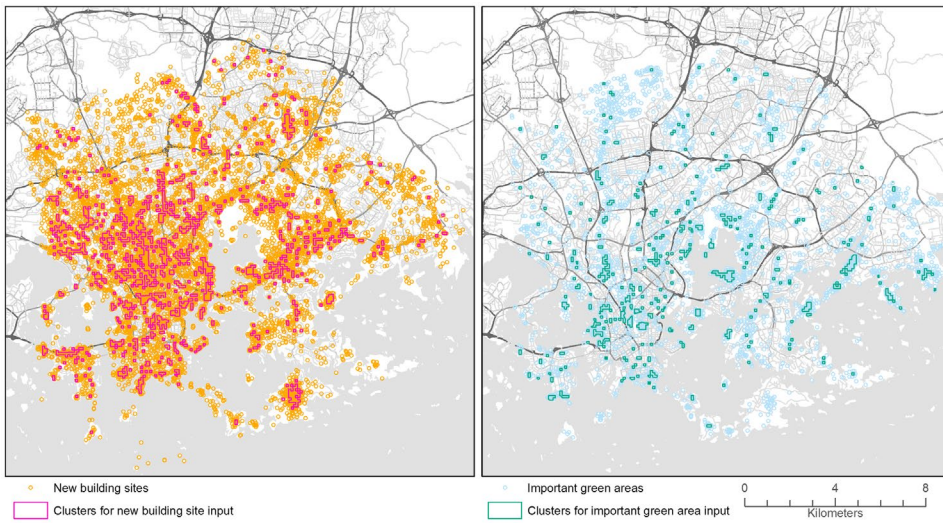 New building sites
Clusters for new building site input
Important green areas
Clusters for important green area input
0 4 8
Kilometers